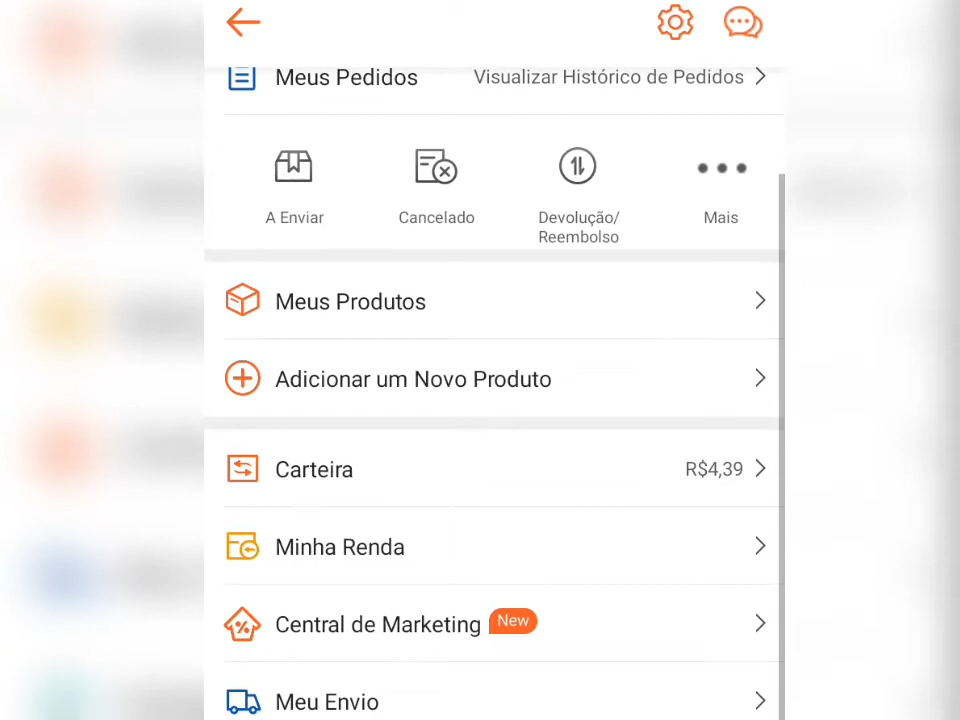 Meus Pedidos Visualizar Histórico de Pedidos
A Enviar Cancelado Devolução/ Mais
Reembolso
Meus Produtos
Adicionar um Novo Produto
Carteira R$4,39
Minha Renda
Central de Marketing New
Meu Envio